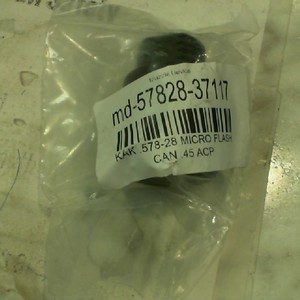 md-57828-37117
KAK 578-28 MICRO FLASH
CAN .45 ACP